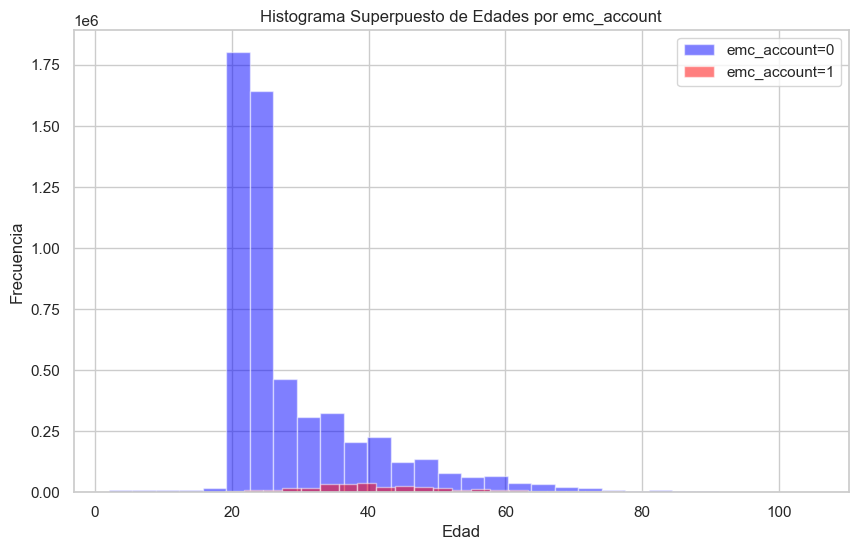 Histograma Superpuesto de Edades por emc_account
1e6
emc_account=0
emc_account=1
1.75
1.50
1.25
1.00
0.75
0.50
0.25
0.00
Frecuencia
0 20 40 60 80 100
Edad